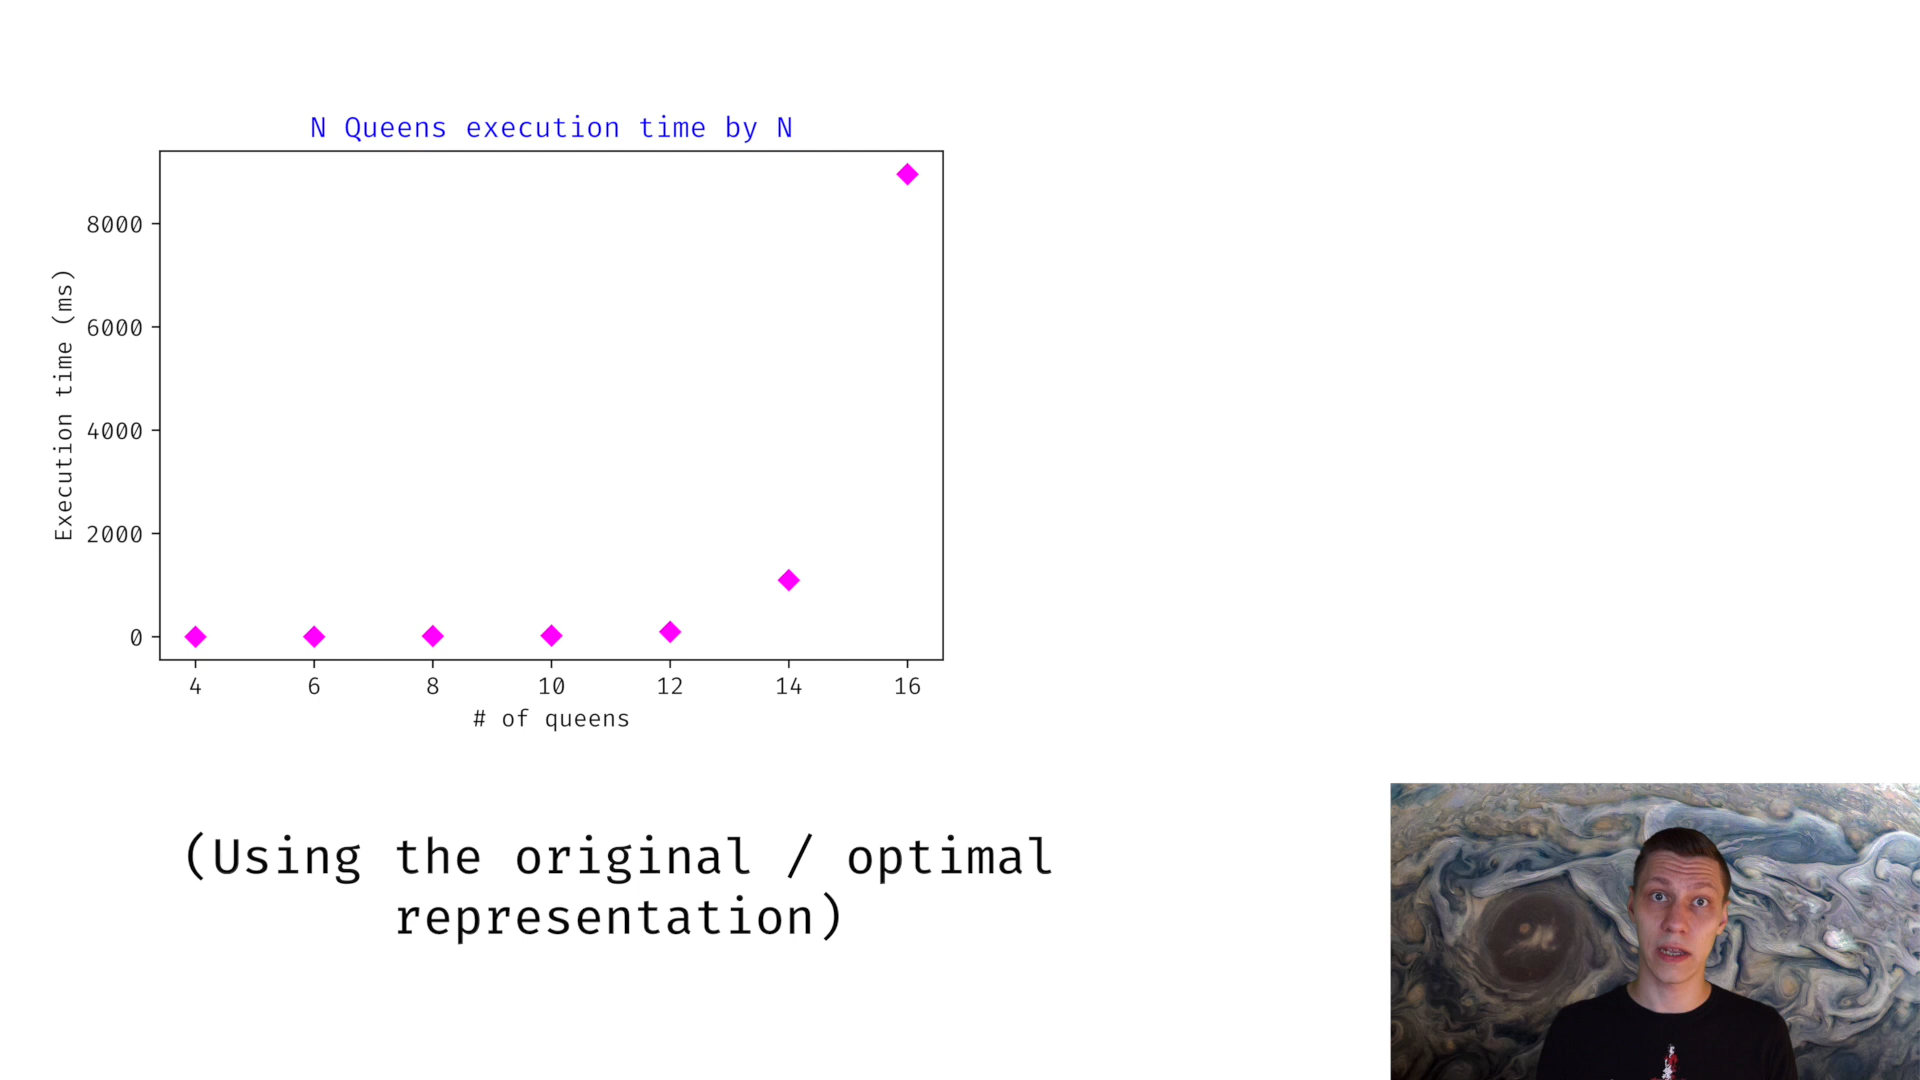 N Queens execution time by N
Execution time (ms)
8000
6000
4000
2000
0
4 6 8 10 12 14 16
# of queens
(Using the original / optimal
representation)